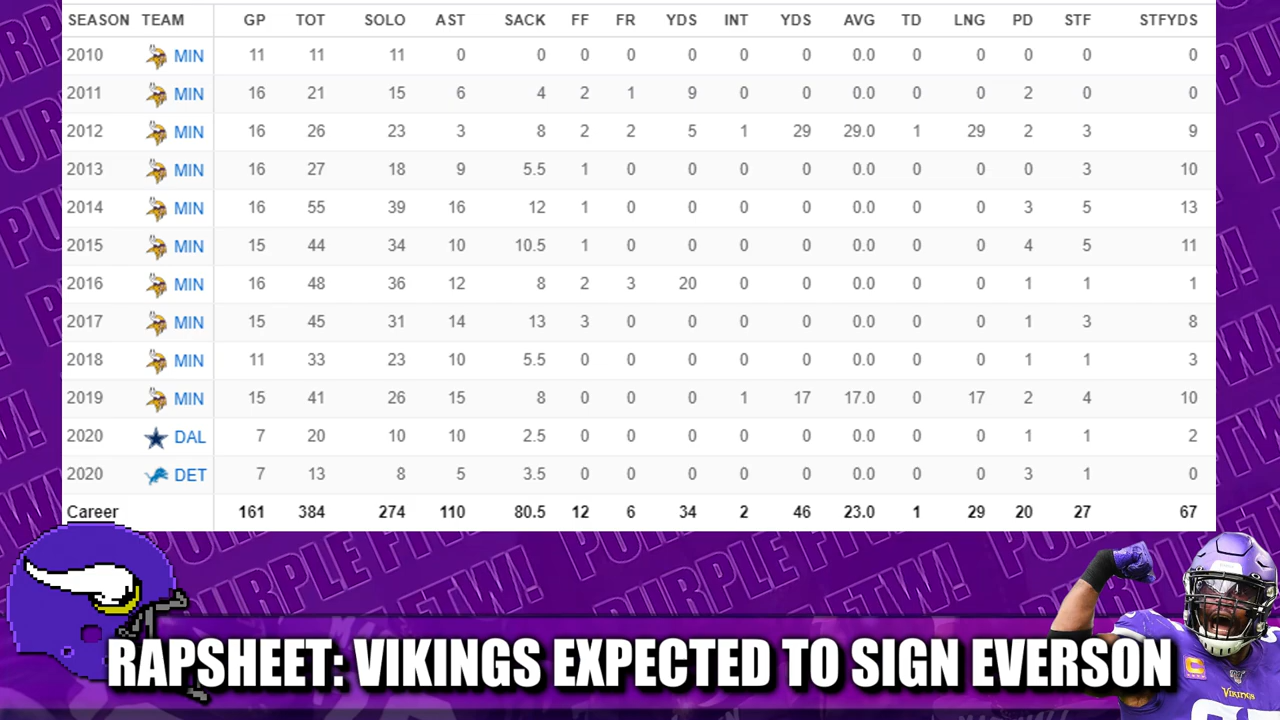 SEASON TEAM GP TOT SOLO AST SACK FF FR YDS INT YDS AVG TD LNG PD STF STFYDS
2010 MIN 11 11 11 0 0 0 0 0 0 0 0.0 0 0 0 0 0
2011 MIN 16 21 15 6 4 2 1 9 0 0 0.0 0 0 2 0 0
2012 MIN 16 26 23 3 8 2 2 5 1 29 29.0 1 29 2 3 9
2013 MIN 16 27 18 9 5.5 1 0 0 0 0 0.0 0 0 0 3 10
2014 MIN 16 55 39 16 12 1 0 0 0 0 0.0 0 0 3 5 13
2015 MIN 15 44 34 10 10.5 1 0 0 0 0 0.0 0 0 4 5 11
2016 MIN 16 48 36 12 8 2 3 20 0 0 0.0 0 0 1 1 1
2017 MIN 15 45 31 14 13 3 0 0 0 0 0.0 0 0 1 3 8
2018 MIN 11 33 23 10 5.5 0 0 0 0 0 0.0 0 0 1 1 3
2019 MIN 15 41 26 15 8 0 0 0 1 17 17.0 0 17 2 4 10
2020 DAL 7 20 10 10 2.5 0 0 0 0 0 0.0 0 0 1 1 2
2020 DET 7 13 8 5 3.5 0 0 0 0 0 0.0 0 0 3 1 0
Career 161 384 274 110 80.5 12 6 34 2 46 23.0 1 29 20 27 67
PURPLE FTW!
RAPSHEET: VIKINGS EXPECTED TO SIGN EVERSON
VIKINGS